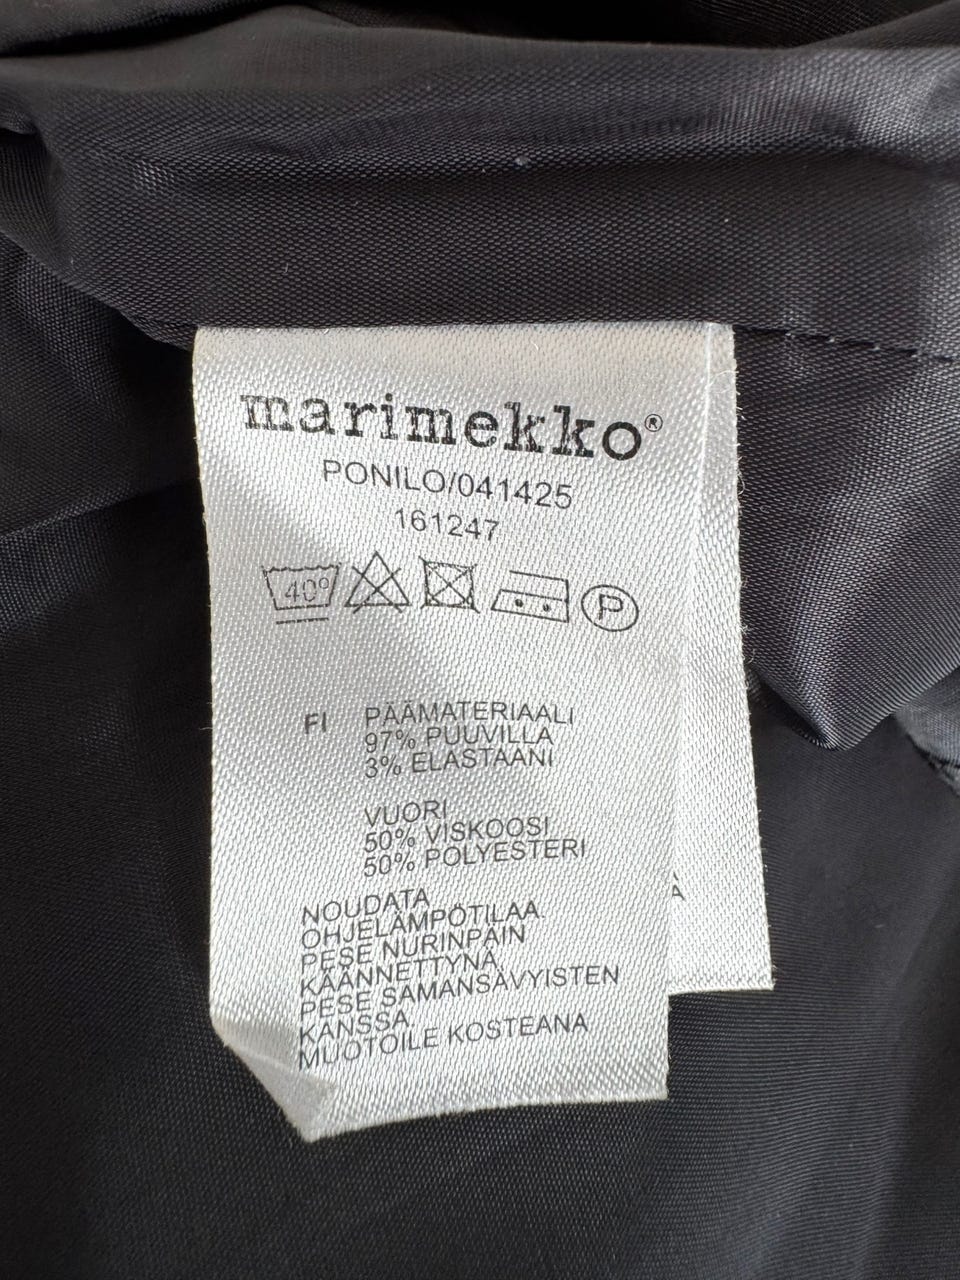 marimekko®
PONILO/041425
161247
40°
P
FI PÄÄMATERIAALI
97% PUUVILLA
3% ELASTAANI
VUORI
50% VISKOOSI
50% POLYESTERI
NOUDATA
OHJELÄMPÖTILAA.
PESE NURINPÄIN
KÄÄNNETTYNÄ.
PESE SAMANSÄVYISTEN
KANSSA
MUOTOILE KOSTEANA